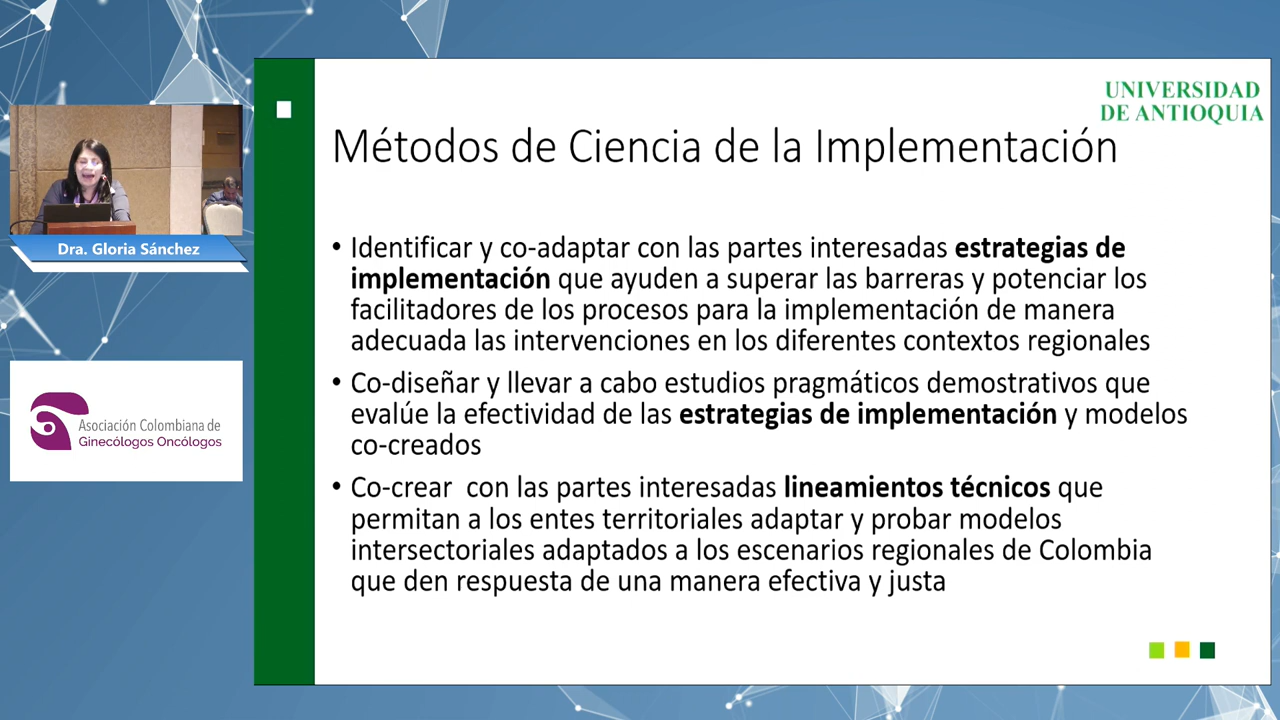 UNIVERSIDAD
DE ANTIOQUIA
Métodos de Ciencia de la Implementación
Dra. Gloria Sánchez
• Identificar y co-adaptar con las partes interesadas estrategias de
implementación que ayuden a superar las barreras y potenciar los
facilitadores de los procesos para la implementación de manera
adecuada las intervenciones en los diferentes contextos regionales
• Co-diseñar y llevar a cabo estudios pragmáticos demostrativos que
evalúe la efectividad de las estrategias de implementación y modelos
co-creados
• Co-crear  con las partes interesadas lineamientos técnicos que
permitan a los entes territoriales adaptar y probar modelos
intersectoriales adaptados a los escenarios regionales de Colombia
que den respuesta de una manera efectiva y justa
Asociación Colombiana de
Ginecólogos Oncólogos